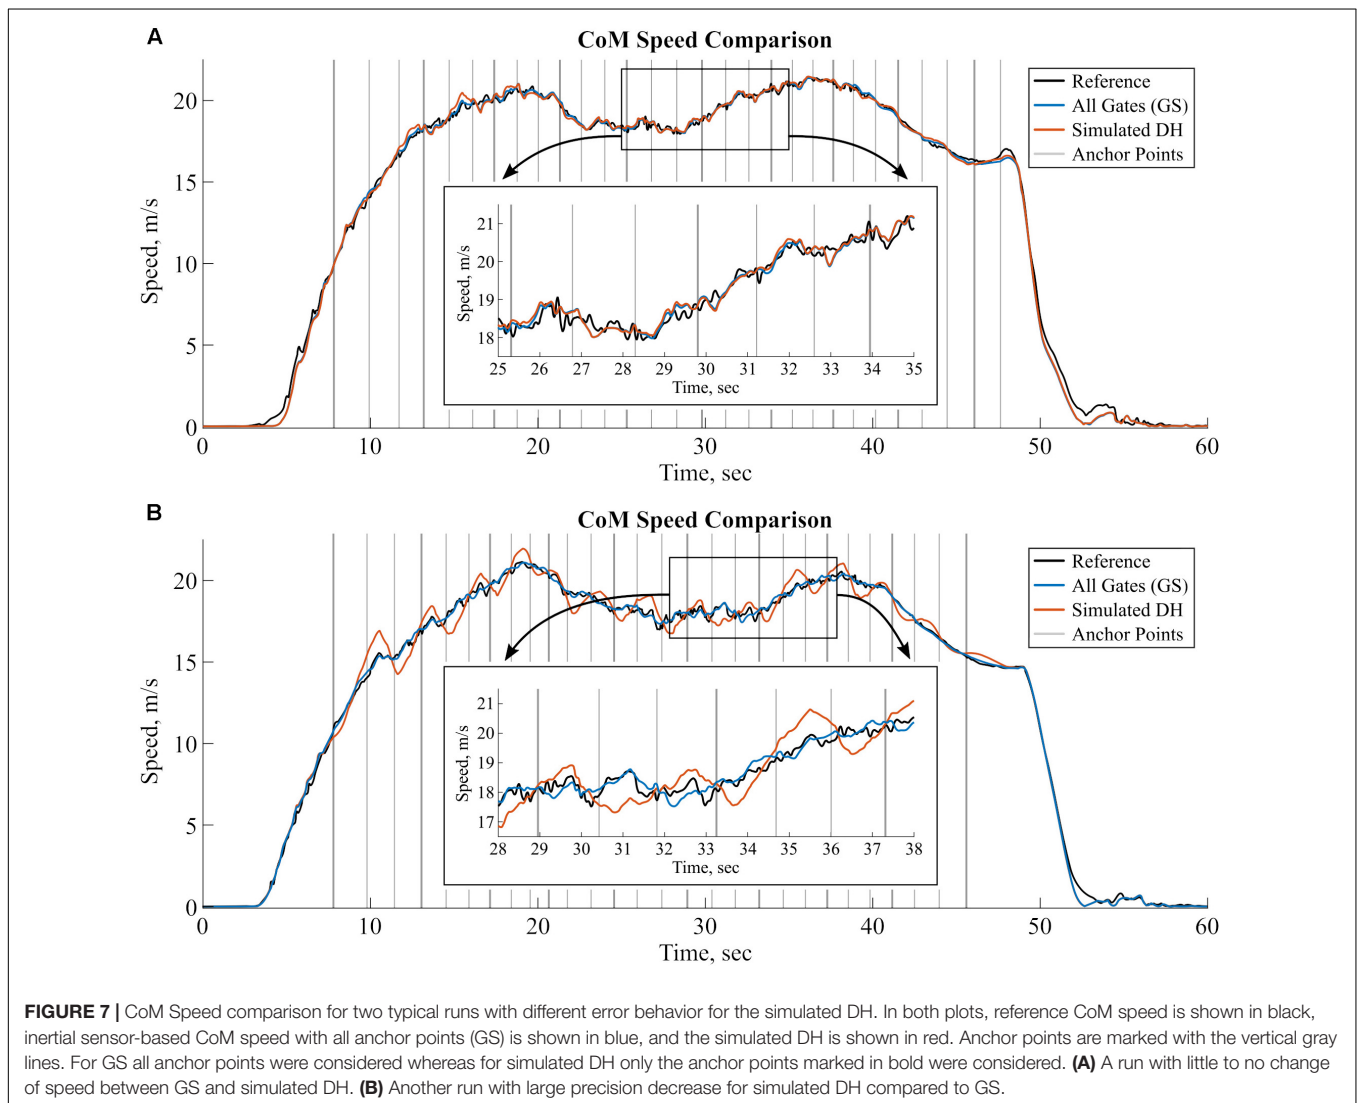 A
CoM Speed Comparison
Reference
All Gates (GS)
Simulated DH
Anchor Points
Speed, m/s
20
15
10
5
0
Speed, m/s
21
20
19
18
25 26 27 28 29 30 31 32 33 34 35
Time, sec
0 10 20 30 40 50 60
Time, sec
B
CoM Speed Comparison
Reference
All Gates (GS)
Simulated DH
Anchor Points
Speed, m/s
20
15
10
5
0
Speed, m/s
21
20
19
18
17
28 29 30 31 32 33 34 35 36 37 38
Time, sec
0 10 20 30 40 50 60
Time, sec
FIGURE 7 | CoM Speed comparison for two typical runs with different error behavior for the simulated DH. In both plots, reference CoM speed is shown in black,
inertial sensor-based CoM speed with all anchor points (GS) is shown in blue, and the simulated DH is shown in red. Anchor points are marked with the vertical gray
lines. For GS all anchor points were considered whereas for simulated DH only the anchor points marked in bold were considered. (A) A run with little to no change
of speed between GS and simulated DH. (B) Another run with large precision decrease for simulated DH compared to GS.